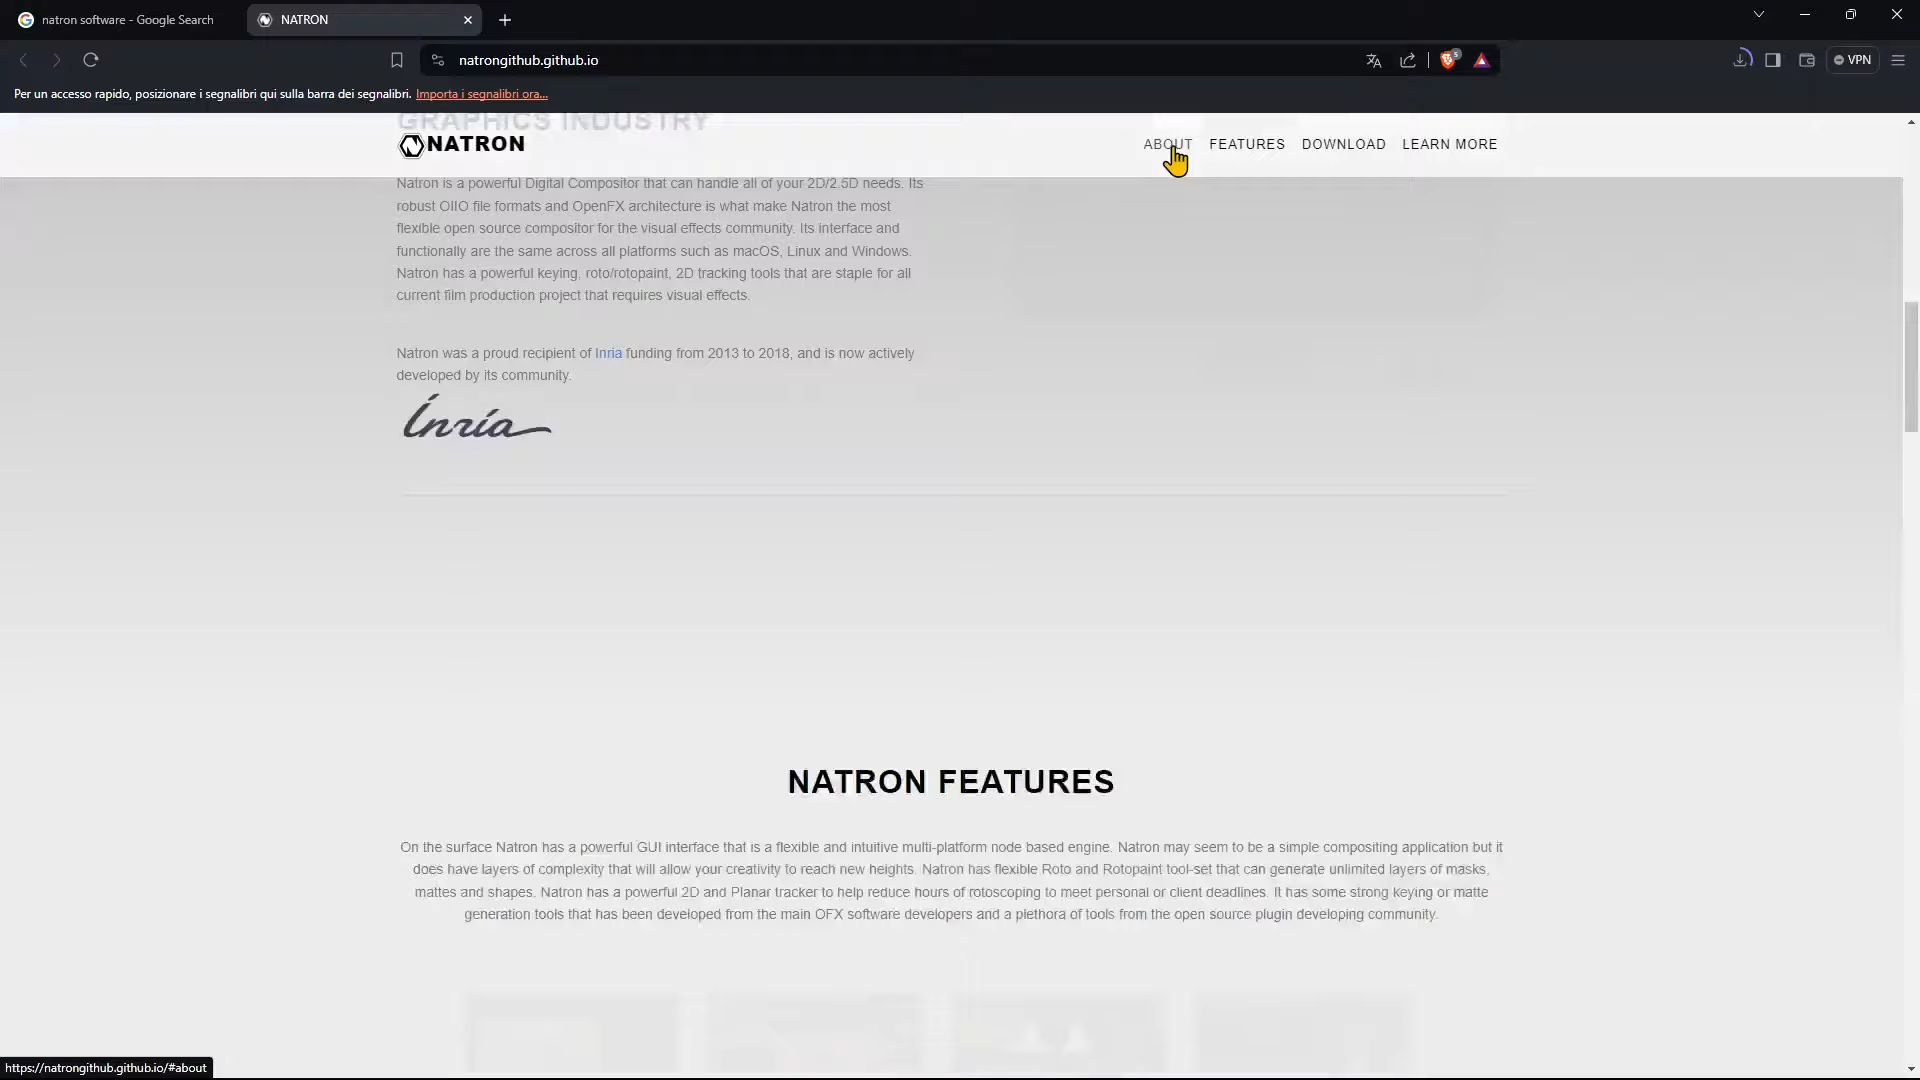 natron software - Google Search
NATRON
natrongithub.github.io
VPN
Per un accesso rapido, posizionare i segnalibri qui sulla barra dei segnalibri. Importa i segnalibri ora...
GRAPHICS INDUSTRY
NATRON
ABOUT FEATURES DOWNLOAD LEARN MORE
Natron is a powerful Digital Compositor that can handle all of your 2D/2.5D needs. Its
robust OIIO file formats and OpenFX architecture is what make Natron the most
flexible open source compositor for the visual effects community. Its interface and
functionally are the same across all platforms such as macOS, Linux and Windows.
Natron has a powerful keying, roto/rotopaint, 2D tracking tools that are staple for all
current film production project that requires visual effects.
Natron was a proud recipient of Inria funding from 2013 to 2018, and is now actively
developed by its community.
Inria
NATRON FEATURES
On the surface Natron has a powerful GUI interface that is a flexible and intuitive multi-platform node based engine. Natron may seem to be a simple compositing application but it
does have layers of complexity that will allow your creativity to reach new heights. Natron has flexible Roto and Rotopaint tool-set that can generate unlimited layers of masks,
mattes and shapes. Natron has a powerful 2D and Planar tracker to help reduce hours of rotoscoping to meet personal or client deadlines. It has some strong keying or matte
generation tools that has been developed from the main OFX software developers and a plethora of tools from the open source plugin developing community.
https://natrongithub.github.io/#about